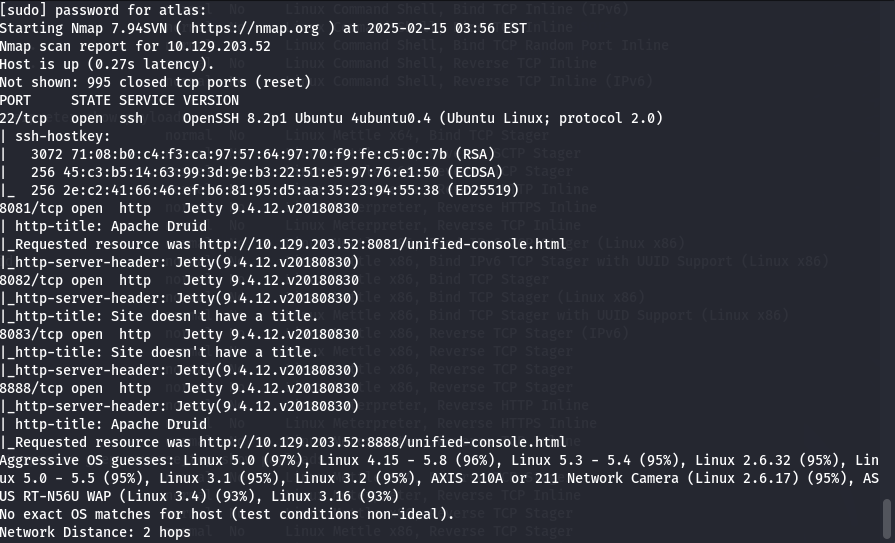 [sudo] password for atlas:
Starting Nmap 7.94SVN ( https://nmap.org ) at 2025-02-15 03:56 EST
Nmap scan report for 10.129.203.52
Host is up (0.27s latency).
Not shown: 995 closed tcp ports (reset)
PORT     STATE SERVICE VERSION
22/tcp   open  ssh     OpenSSH 8.2p1 Ubuntu 4ubuntu0.4 (Ubuntu Linux; protocol 2.0)
| ssh-hostkey:
|   3072 71:08:b0:c4:f3:ca:97:57:64:97:70:f9:fe:c5:0c:7b (RSA)
|   256 45:c3:b5:14:63:99:3d:9e:b3:22:51:e5:97:76:e1:50 (ECDSA)
|_  256 2e:c2:41:66:46:ef:b6:81:95:d5:aa:35:23:94:55:38 (ED25519)
8081/tcp open  http    Jetty 9.4.12.v20180830
| http-title: Apache Druid
|_Requested resource was http://10.129.203.52:8081/unified-console.html
|_http-server-header: Jetty(9.4.12.v20180830)
8082/tcp open  http    Jetty 9.4.12.v20180830
|_http-server-header: Jetty(9.4.12.v20180830)
|_http-title: Site doesn't have a title.
8083/tcp open  http    Jetty 9.4.12.v20180830
|_http-title: Site doesn't have a title.
|_http-server-header: Jetty(9.4.12.v20180830)
8888/tcp open  http    Jetty 9.4.12.v20180830
|_http-server-header: Jetty(9.4.12.v20180830)
| http-title: Apache Druid
|_Requested resource was http://10.129.203.52:8888/unified-console.html
Aggressive OS guesses: Linux 5.0 (97%), Linux 4.15 - 5.8 (96%), Linux 5.3 - 5.4 (95%), Linux 2.6.32 (95%), Lin
ux 5.0 - 5.5 (95%), Linux 3.1 (95%), Linux 3.2 (95%), AXIS 210A or 211 Network Camera (Linux 2.6.17) (95%), AS
US RT-N56U WAP (Linux 3.4) (93%), Linux 3.16 (93%)
No exact OS matches for host (test conditions non-ideal).
Network Distance: 2 hops